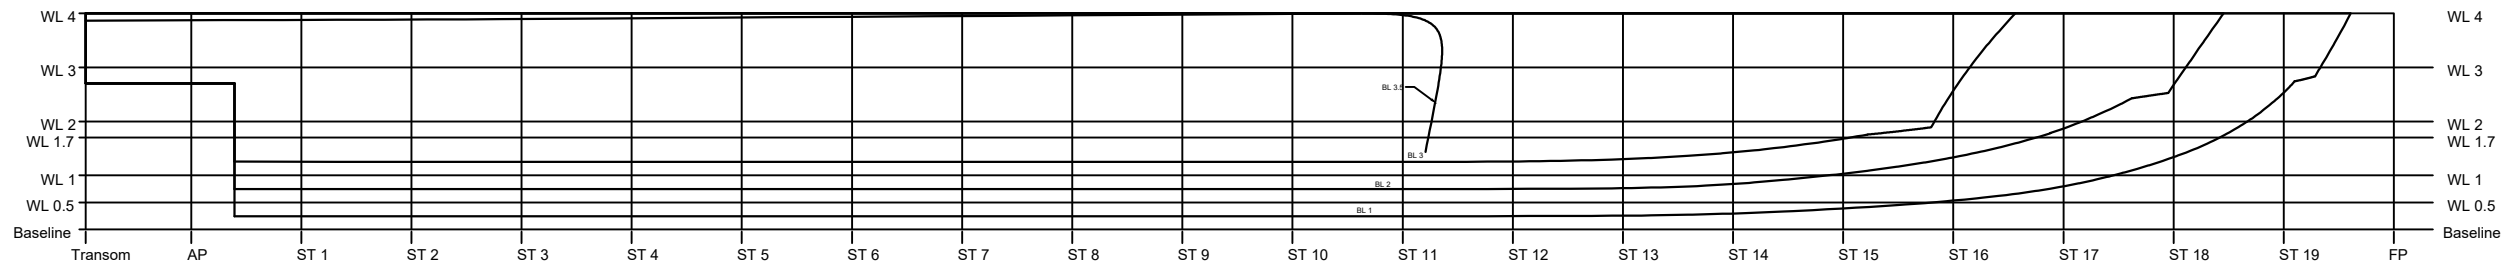 WL 4 WL 4
WL 3 WL 3
BL 3.5
WL 2 WL 2
WL 1.7 WL 1.7
BL 3
WL 1 BL 2 WL 1
WL 0.5 BL 1 WL 0.5
Baseline Baseline
Transom AP ST 1 ST 2 ST 3 ST 4 ST 5 ST 6 ST 7 ST 8 ST 9 ST 10 ST 11 ST 12 ST 13 ST 14 ST 15 ST 16 ST 17 ST 18 ST 19 FP